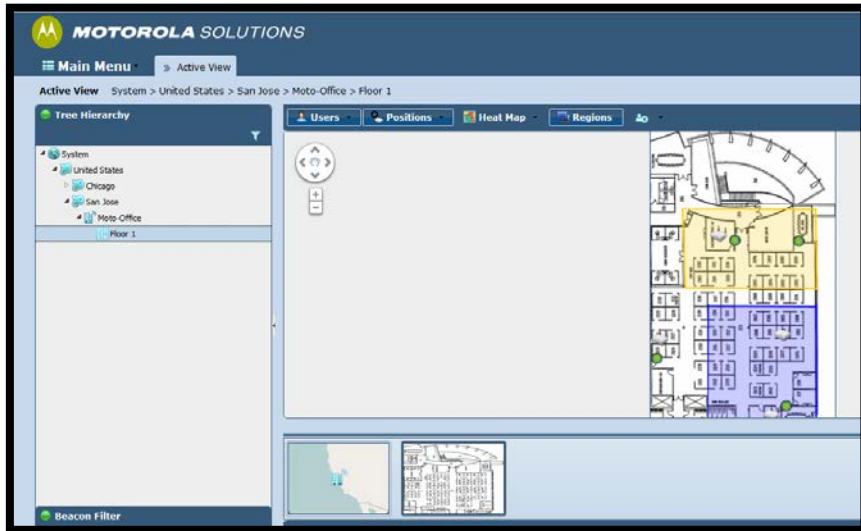 MOTOROLA SOLUTIONS
Main Menu
Active View
Active View System > United States > San Jose > Moto-Office > Floor 1
Tree Hierarchy
Users Positions Heat Map Regions
System
United States
Chicago
San Jose
Moto-Office
Floor 1
Beacon Filter